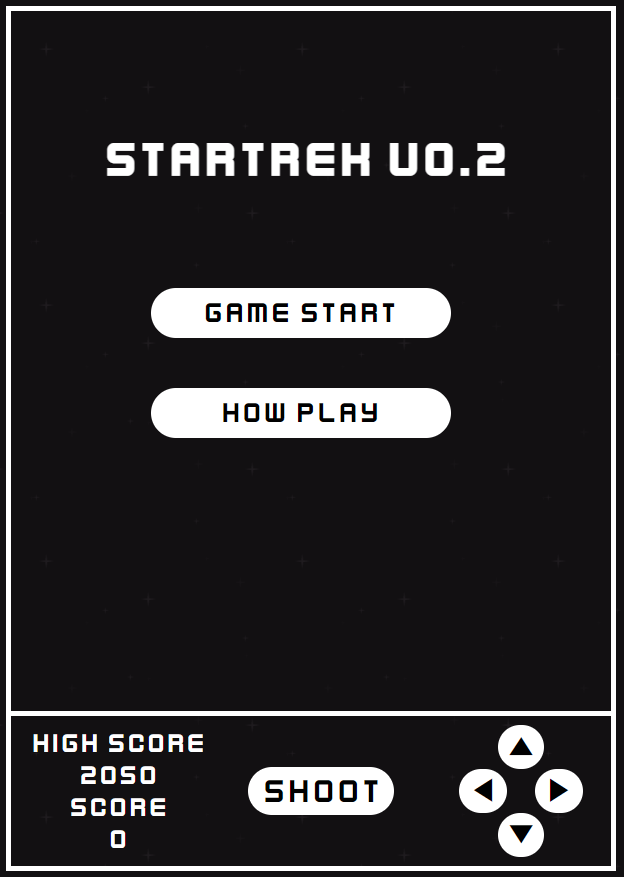 STARTREK V0.2
GAME START
HOW PLAY
HIGH SCORE
2050
SCORE
0
SHOOT